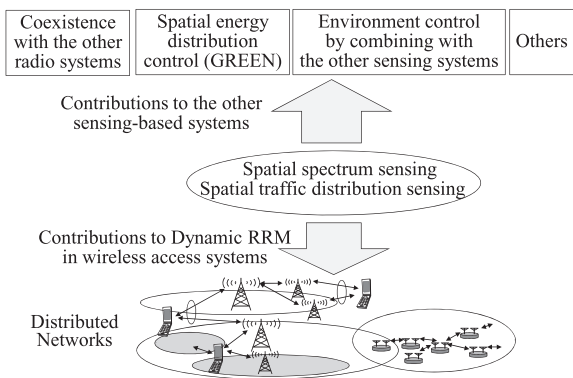 Coexistence
with the other
radio systems
Spatial energy
distribution
control (GREEN)
Environment control
by combining with
the other sensing systems
Others
Contributions to the other
sensing-based systems
Spatial spectrum sensing
Spatial traffic distribution sensing
Contributions to Dynamic RRM
in wireless access systems
Distributed
Networks